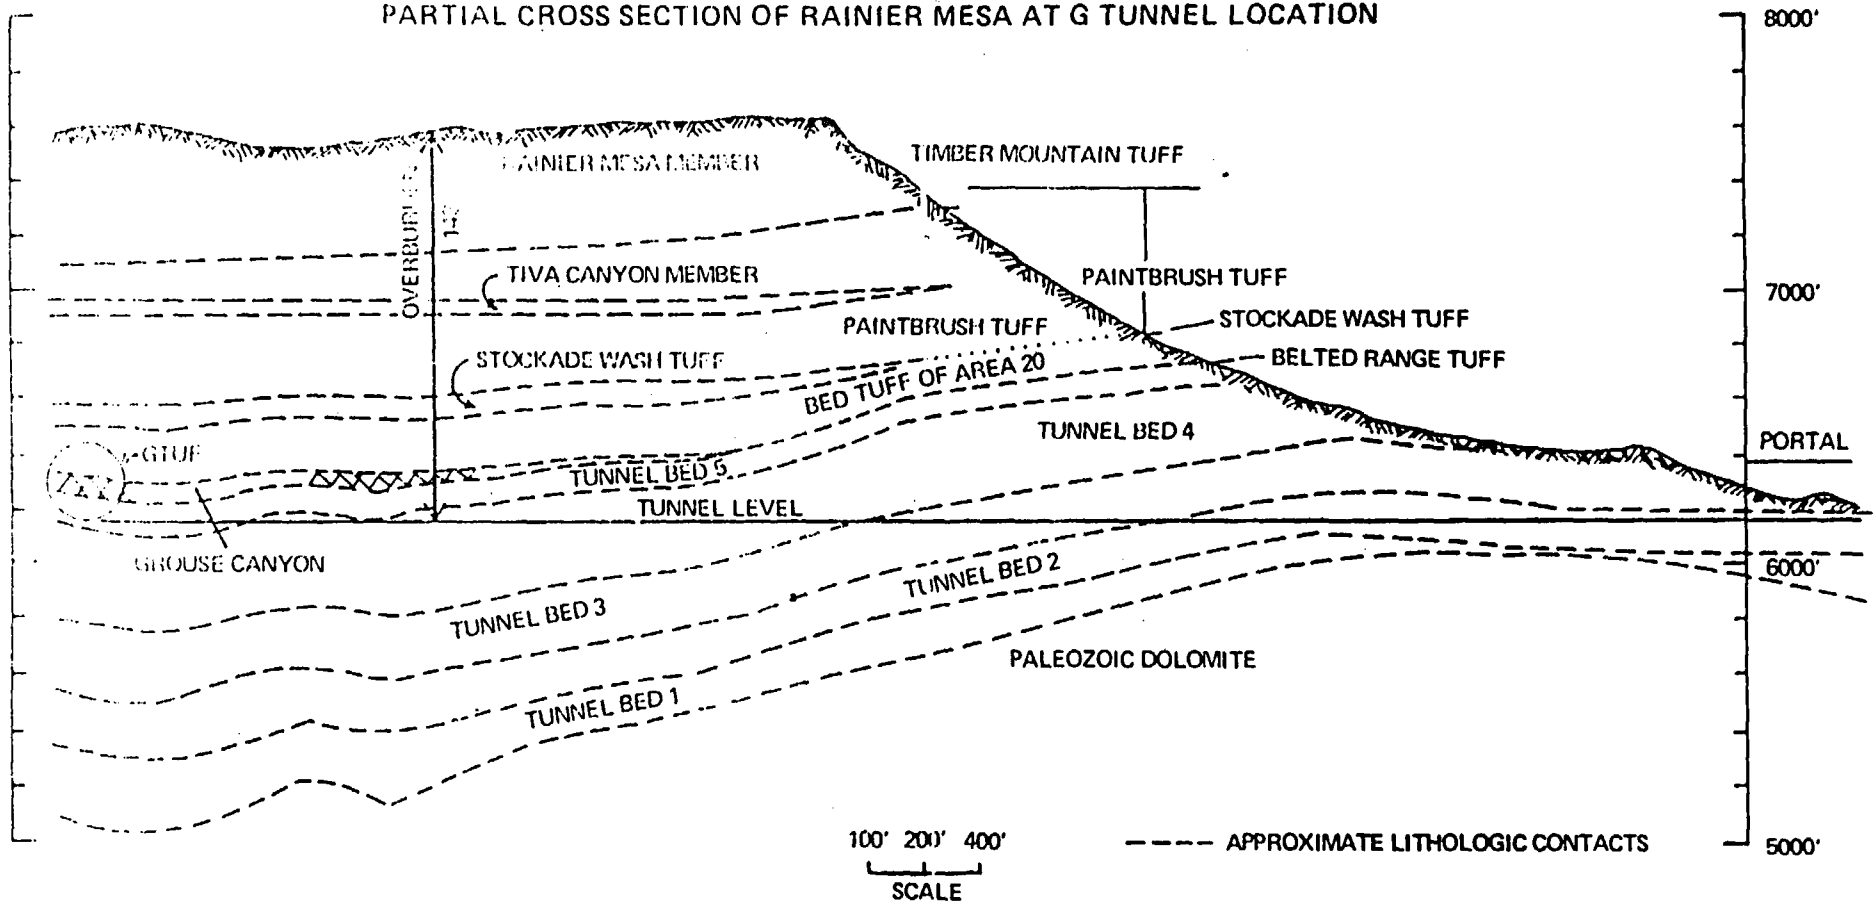 PARTIAL CROSS SECTION OF RAINIER MESA AT G TUNNEL LOCATION
8000'
RAINIER MESA MEMBER
TIMBER MOUNTAIN TUFF
OVERBURDEN
TIVA CANYON MEMBER
PAINTBRUSH TUFF
7000'
PAINTBRUSH TUFF
STOCKADE WASH TUFF
STOCKADE WASH TUFF
BELTED RANGE TUFF
BED TUFF OF AREA 20
TUNNEL BED 4
PORTAL
GTUF
TUNNEL BED 5
TUNNEL LEVEL
GROUSE CANYON
6000'
TUNNEL BED 2
TUNNEL BED 3
PALEOZOIC DOLOMITE
TUNNEL BED 1
100' 200' 400'
SCALE
---- APPROXIMATE LITHOLOGIC CONTACTS
5000'